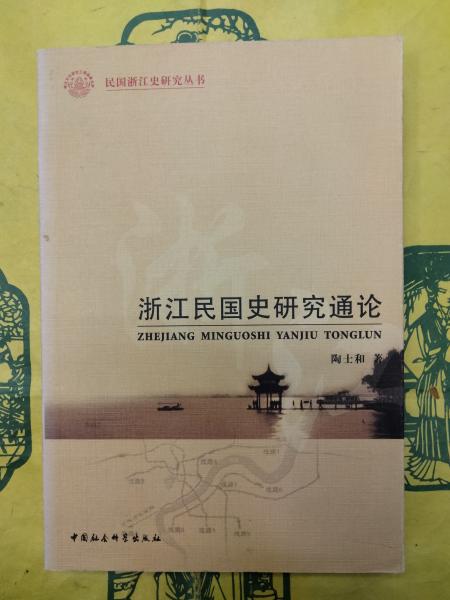 民国浙江史研究丛书
浙江民国史研究通论
ZHEJIANG MINGUOSHI YANJIU TONGLUN
陶士和 著
中国社会科学出版社